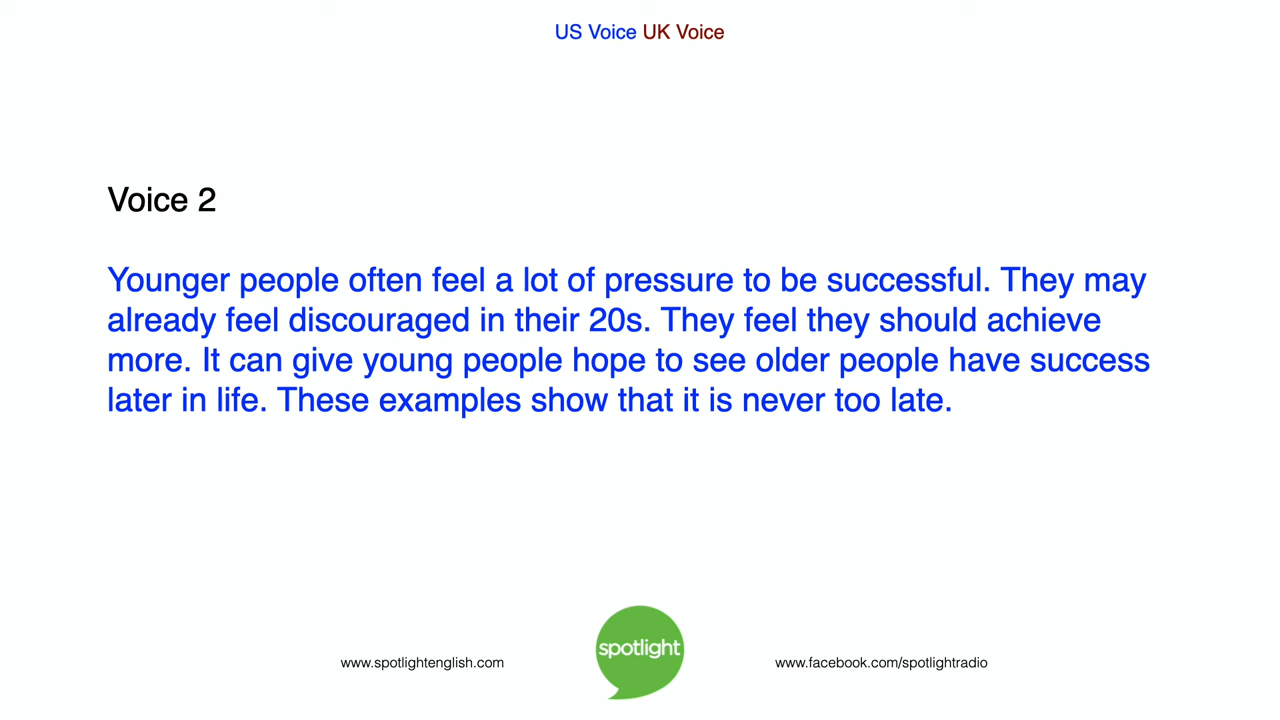 US Voice UK Voice
Voice 2
Younger people often feel a lot of pressure to be successful. They may
already feel discouraged in their 20s. They feel they should achieve
more. It can give young people hope to see older people have success
later in life. These examples show that it is never too late.
www.spotlightenglish.com
spotlight
www.facebook.com/spotlightradio